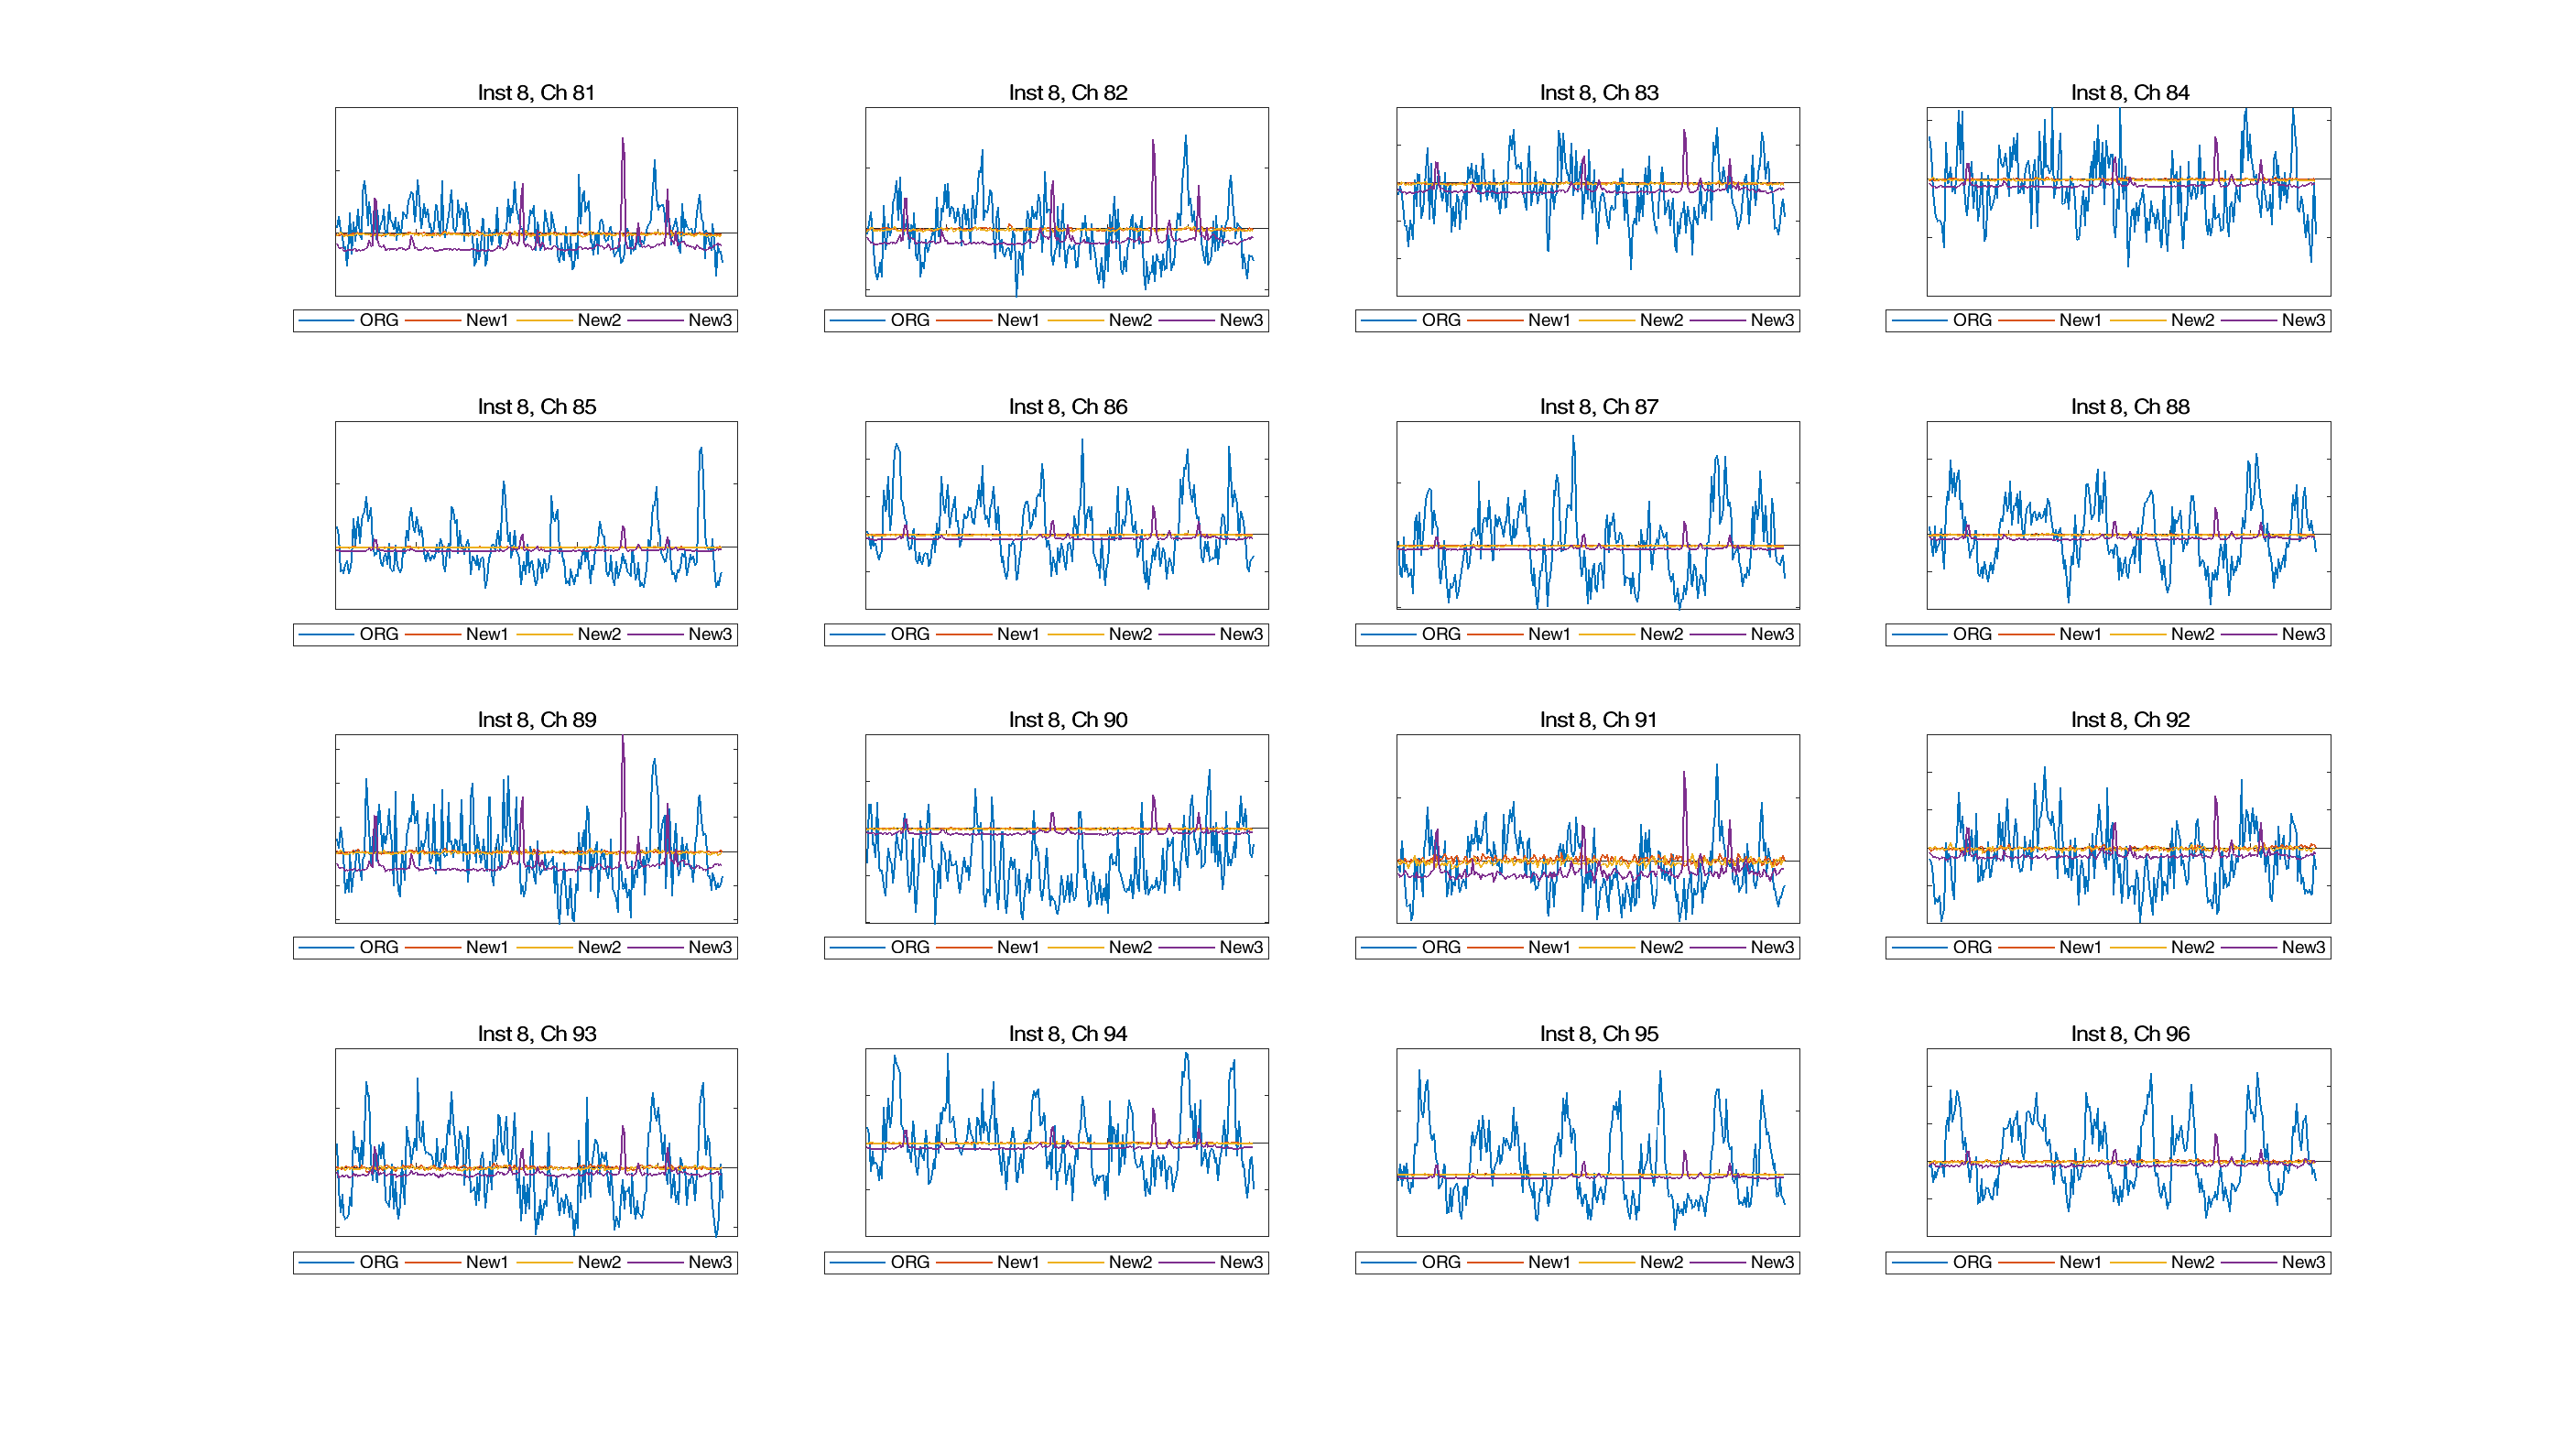 Inst 8, Ch 81 Inst 8, Ch 82 Inst 8, Ch 83 Inst 8, Ch 84
ORG New1 New2 New3 ORG New1 New2 New3 ORG New1 New2 New3 ORG New1 New2 New3
Inst 8, Ch 85 Inst 8, Ch 86 Inst 8, Ch 87 Inst 8, Ch 88
ORG New1 New2 New3 ORG New1 New2 New3 ORG New1 New2 New3 ORG New1 New2 New3
Inst 8, Ch 89 Inst 8, Ch 90 Inst 8, Ch 91 Inst 8, Ch 92
ORG New1 New2 New3 ORG New1 New2 New3 ORG New1 New2 New3 ORG New1 New2 New3
Inst 8, Ch 93 Inst 8, Ch 94 Inst 8, Ch 95 Inst 8, Ch 96
ORG New1 New2 New3 ORG New1 New2 New3 ORG New1 New2 New3 ORG New1 New2 New3